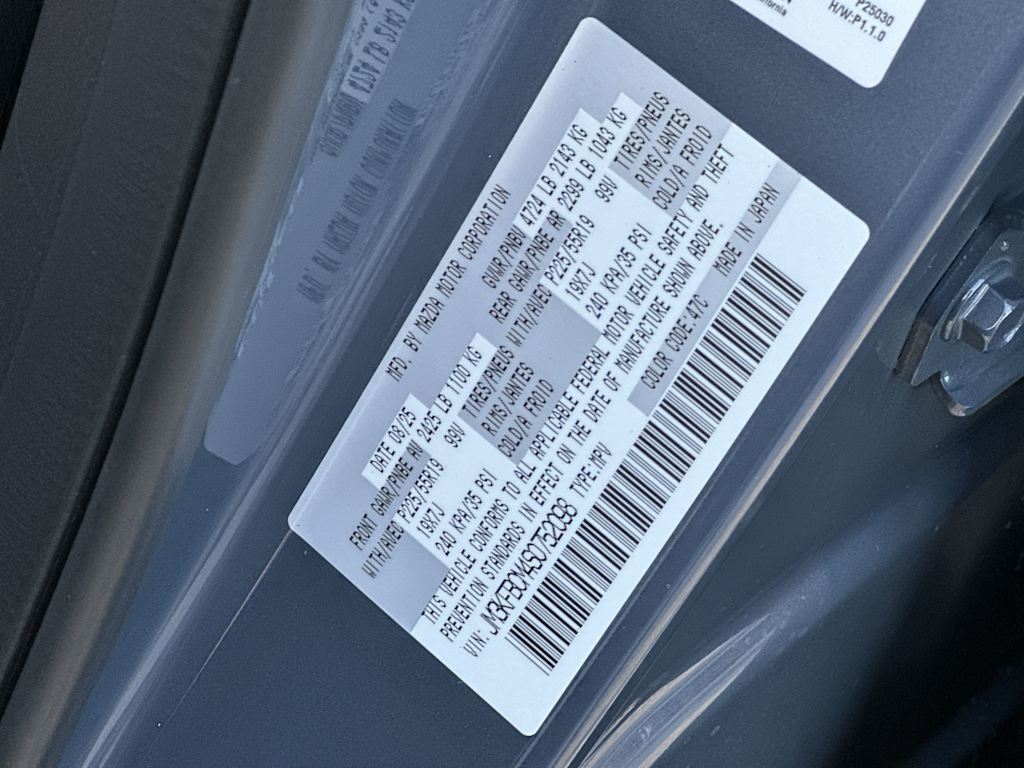 P25030
California
H/W:P1.1.0
MFD. BY MAZDA MOTOR CORPORATION
DATE 08/25 GVWR/PNBV 4724 LB 2143 KG
FRONT GAWR/PNBE AV 2425 LB 1100 KG REAR GAWR/PNBE AR 2299 LB 1043 KG
WITH/AVEC P225/55R19 99V TIRES/PNEUS WITH/AVEC P225/55R19 99V TIRES/PNEUS
19X7J RIMS/JANTES 19X7J RIMS/JANTES
240 KPA/35 PSI COLD/A FROID 240 KPA/35 PSI COLD/A FROID
THIS VEHICLE CONFORMS TO ALL APPLICABLE FEDERAL MOTOR VEHICLE SAFETY AND THEFT
PREVENTION STANDARDS IN EFFECT ON THE DATE OF MANUFACTURE SHOWN ABOVE.
VIN: JM3KFBCM4S0752098 TYPE:MPV COLOR CODE:47C MADE IN JAPAN